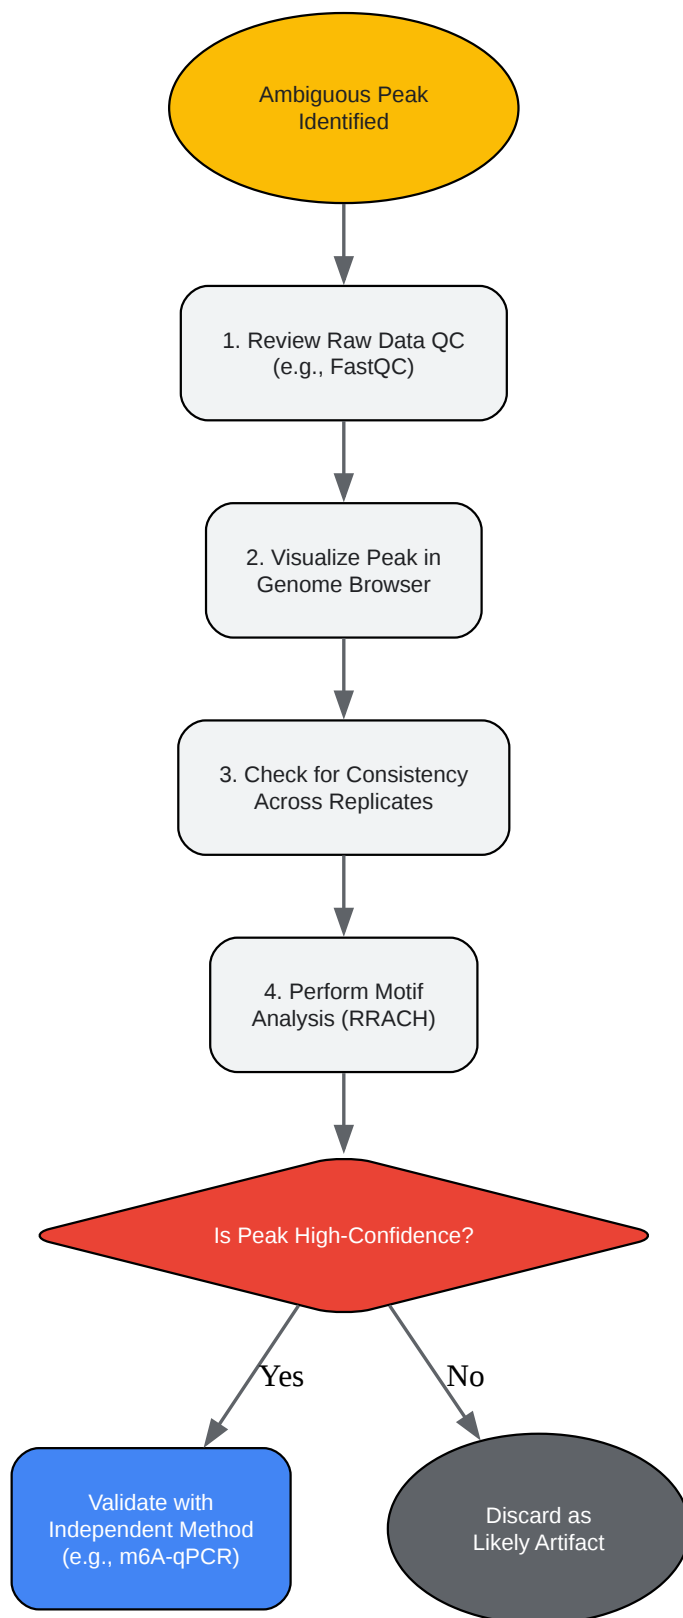 Ambiguous Peak
Identified
1. Review Raw Data QC
(e.g., FastQC)
2. Visualize Peak in
Genome Browser
3. Check for Consistency
Across Replicates
4. Perform Motif
Analysis (RRACH)
Is Peak High-Confidence?
Yes
No
Validate with
Independent Method
(e.g., m6A-qPCR)
Discard as
Likely Artifact